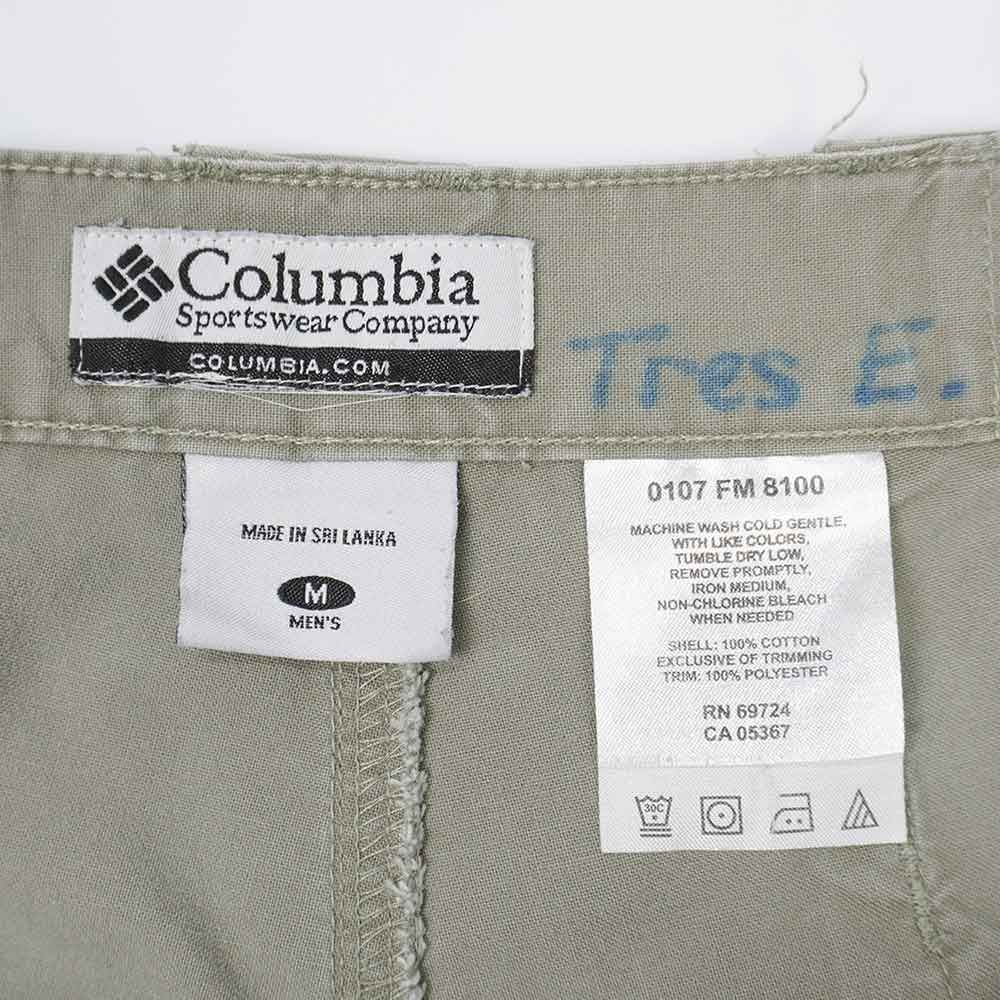 Columbia
Sportswear Company
COLUMBIA.COM
Tres E.
MADE IN SRI LANKA
M
MEN'S
0107 FM 8100
MACHINE WASH COLD GENTLE,
WITH LIKE COLORS,
TUMBLE DRY LOW,
REMOVE PROMPTLY,
IRON MEDIUM,
NON-CHLORINE BLEACH
WHEN NEEDED
SHELL: 100% COTTON
EXCLUSIVE OF TRIMMING
TRIM: 100% POLYESTER
RN 69724
CA 05367
30C